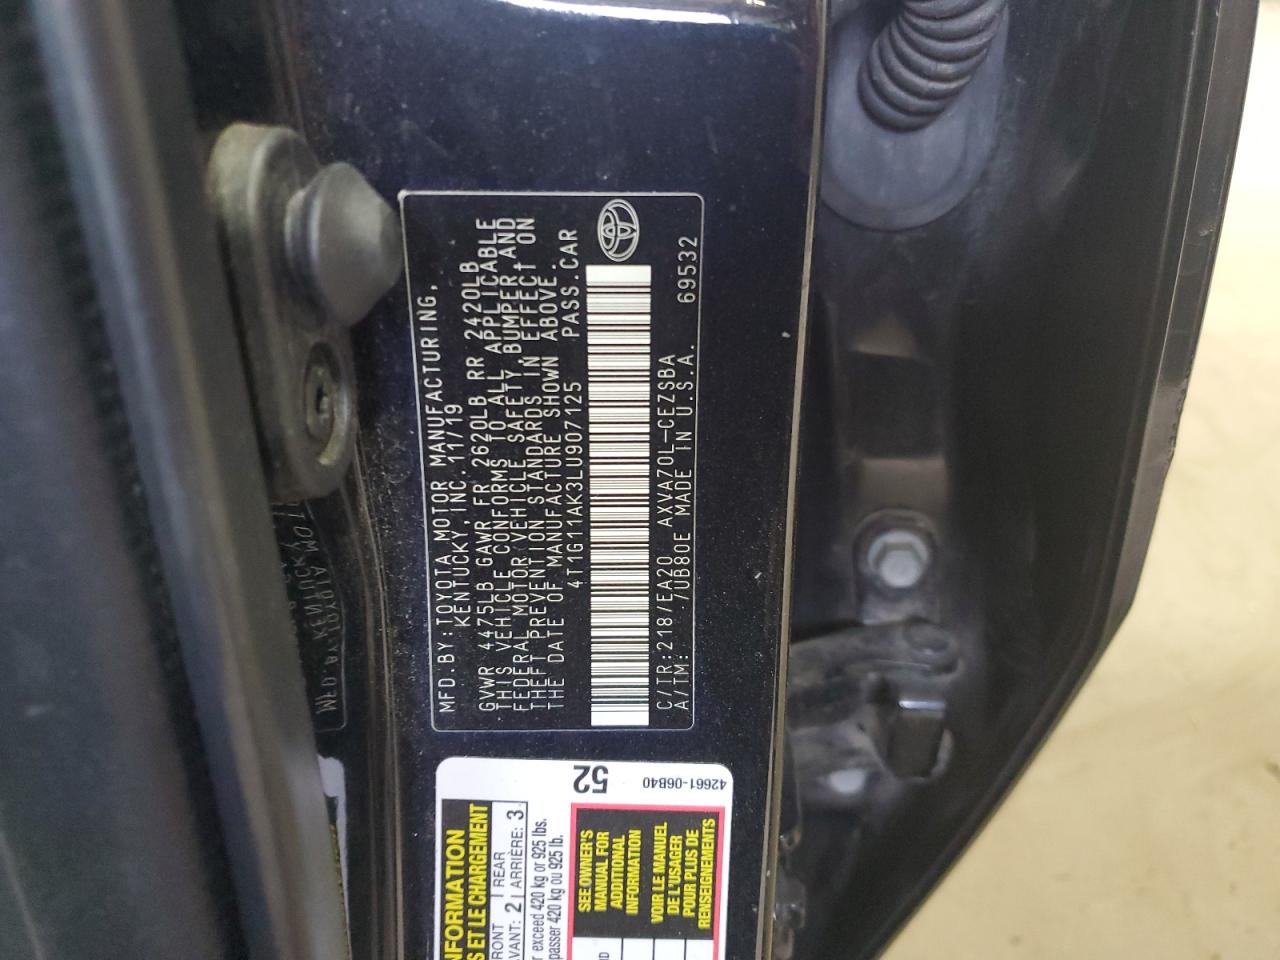 MFD.BY:TOYOTA MOTOR MANUFACTURING,
KENTUCKY,INC. 11/19
GVWR 4475LB GAWR FR 2620LB RR 2420LB
THIS VEHICLE CONFORMS TO ALL APPLICABLE
FEDERAL MOTOR VEHICLE SAFETY,BUMPER,AND
THEFT PREVENTION STANDARDS IN EFFECT ON
THE DATE OF MANUFACTURE SHOWN ABOVE.
4T1G11AK3LU907125 PASS.CAR
C/TR:218/EA20 AXVA70L-CEZSBA
A/TM: /UB80E MADE IN U.S.A. 69532
52
42661-06B40
ET LE CHARGEMENT
FRONT REAR
AVANT: 2 ARRIÈRE: 3
exceed 420 kg or 925 lbs.
420 kg ou 925 lb.
SEE OWNER'S
MANUAL FOR
ADDITIONAL
INFORMATION
VOIR LE MANUEL
DE L'USAGER
POUR PLUS DE
RENSEIGNEMENTS